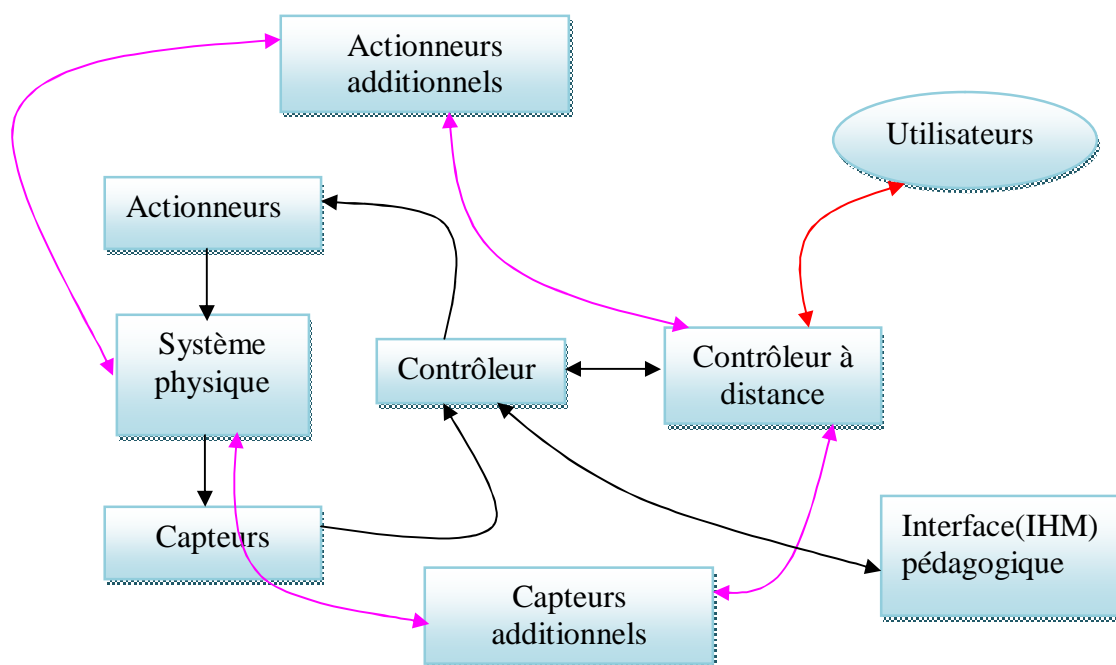 Actionneurs
additionnels
Utilisateurs
Actionneurs
Système
physique
Contrôleur
Contrôleur à
distance
Capteurs
Interface(IHM)
pédagogique
Capteurs
additionnels